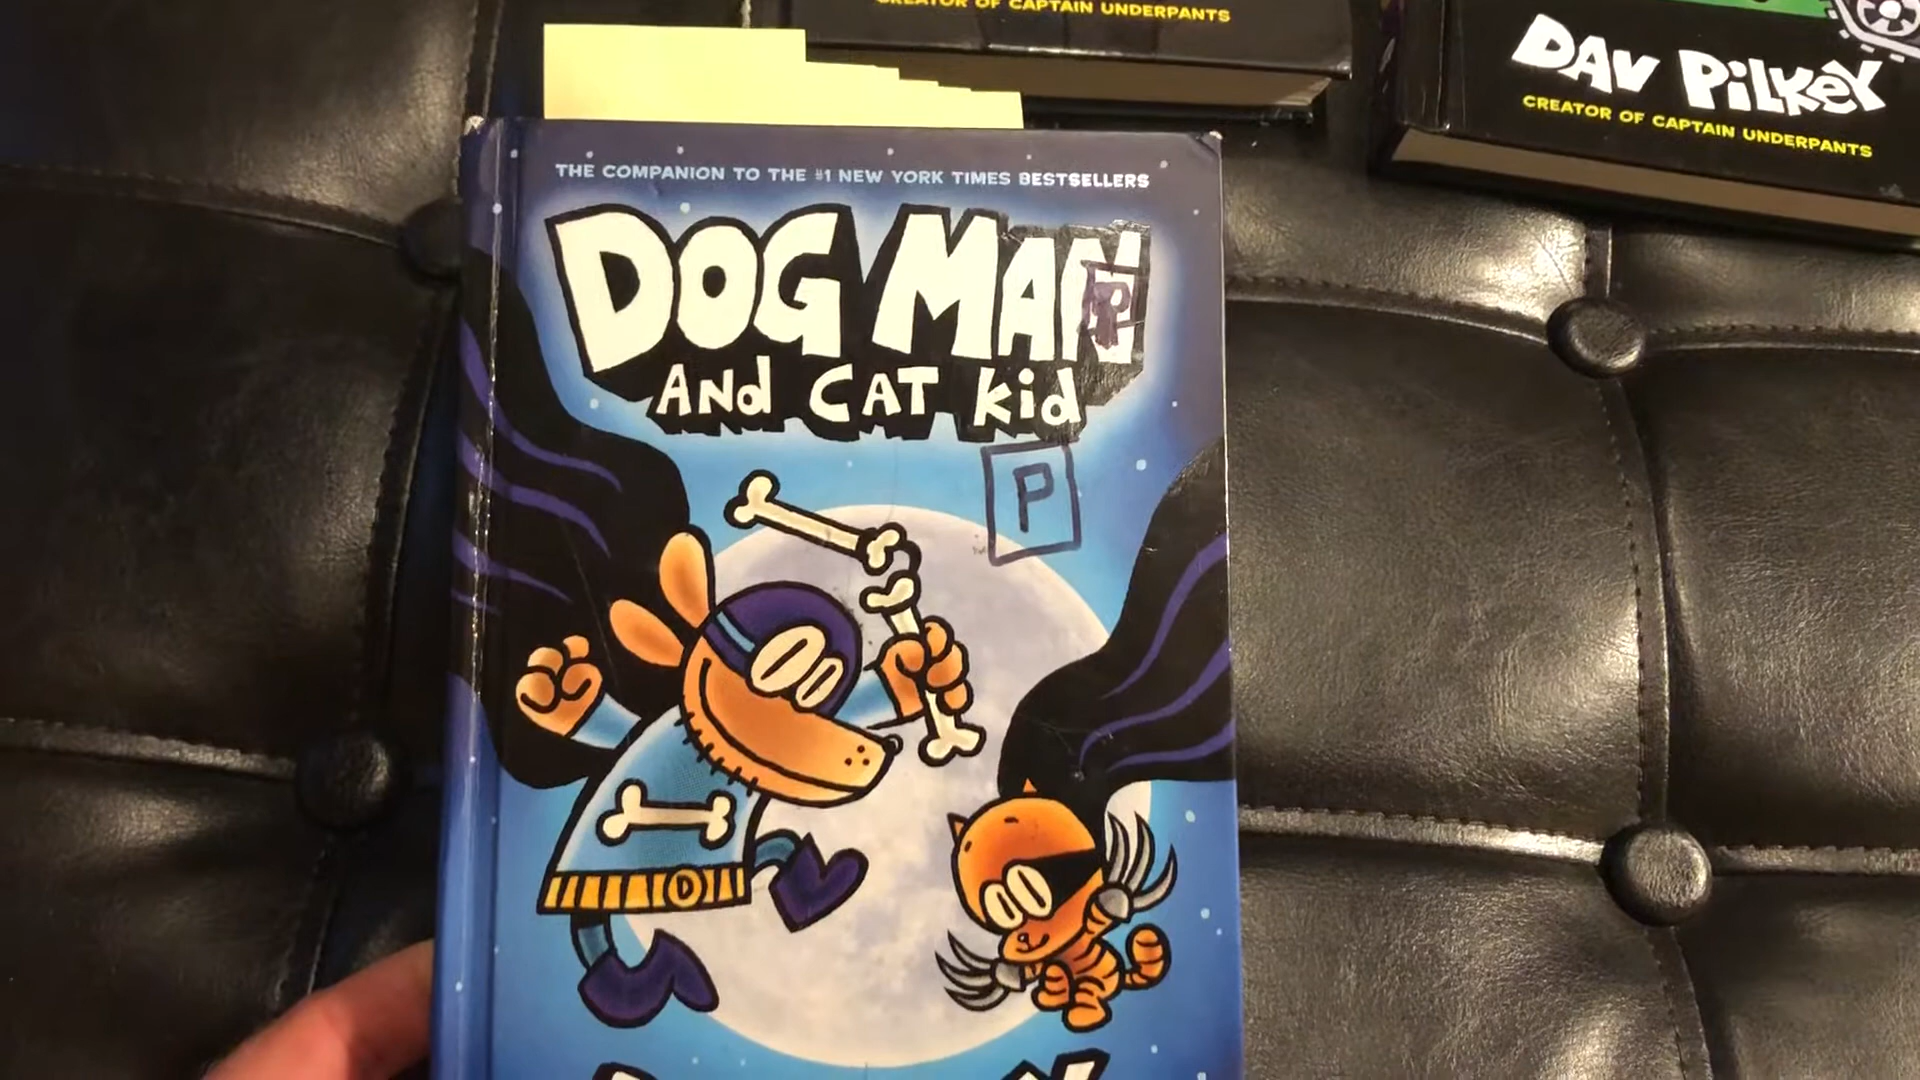 CREATOR OF CAPTAIN UNDERPANTS
DAV PILKEY
CREATOR OF CAPTAIN UNDERPANTS
THE COMPANION TO THE #1 NEW YORK TIMES BESTSELLERS
DOG MAN
P
AND CAT KID
P
D